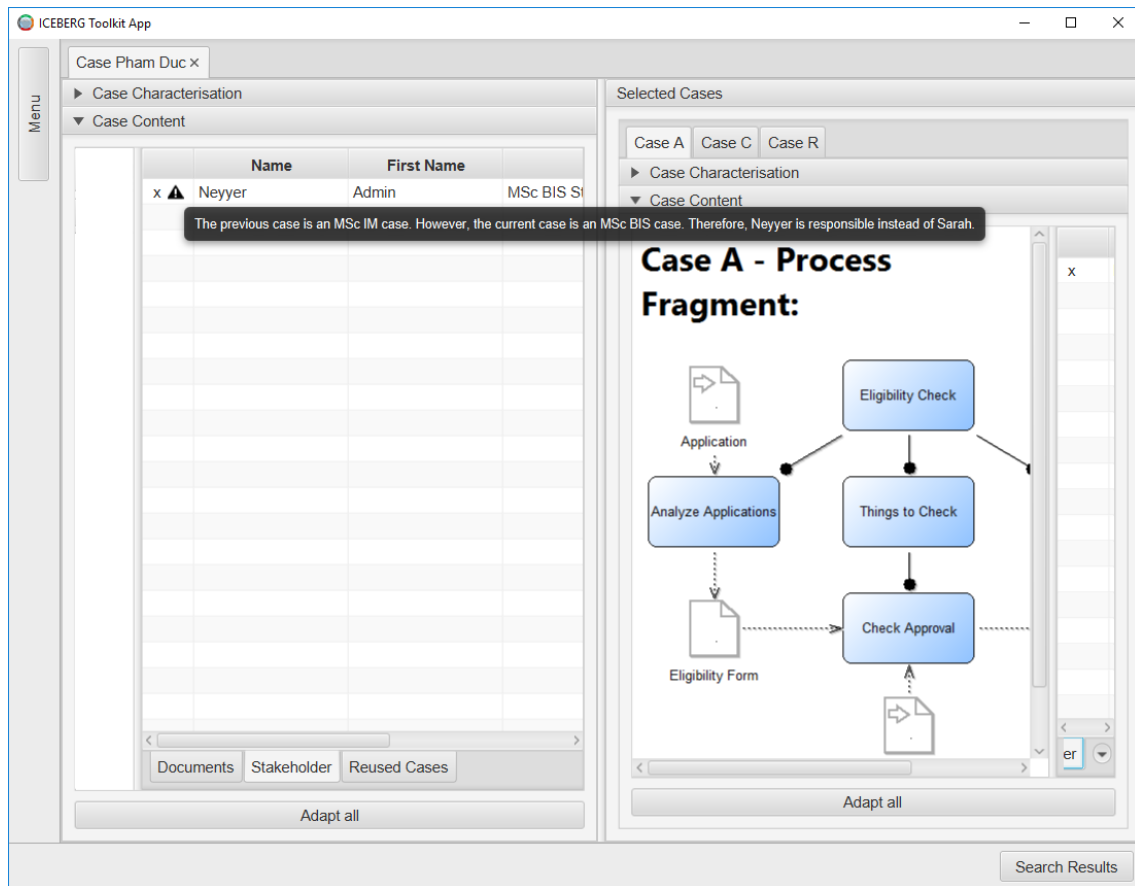 ICEBERG Toolkit App
Menu
Case Pham Duc ×
Case Characterisation
Case Content
Name First Name
x Neyyer Admin MSc BIS St
The previous case is an MSc IM case. However, the current case is an MSc BIS case. Therefore, Neyyer is responsible instead of Sarah.
Documents Stakeholder Reused Cases
Adapt all
Selected Cases
Case A Case C Case R
Case Characterisation
Case Content
Case A - Process
Fragment:
x
Eligibility Check
Application
Analyze Applications
Things to Check
Check Approval
Eligibility Form
er
Adapt all
Search Results